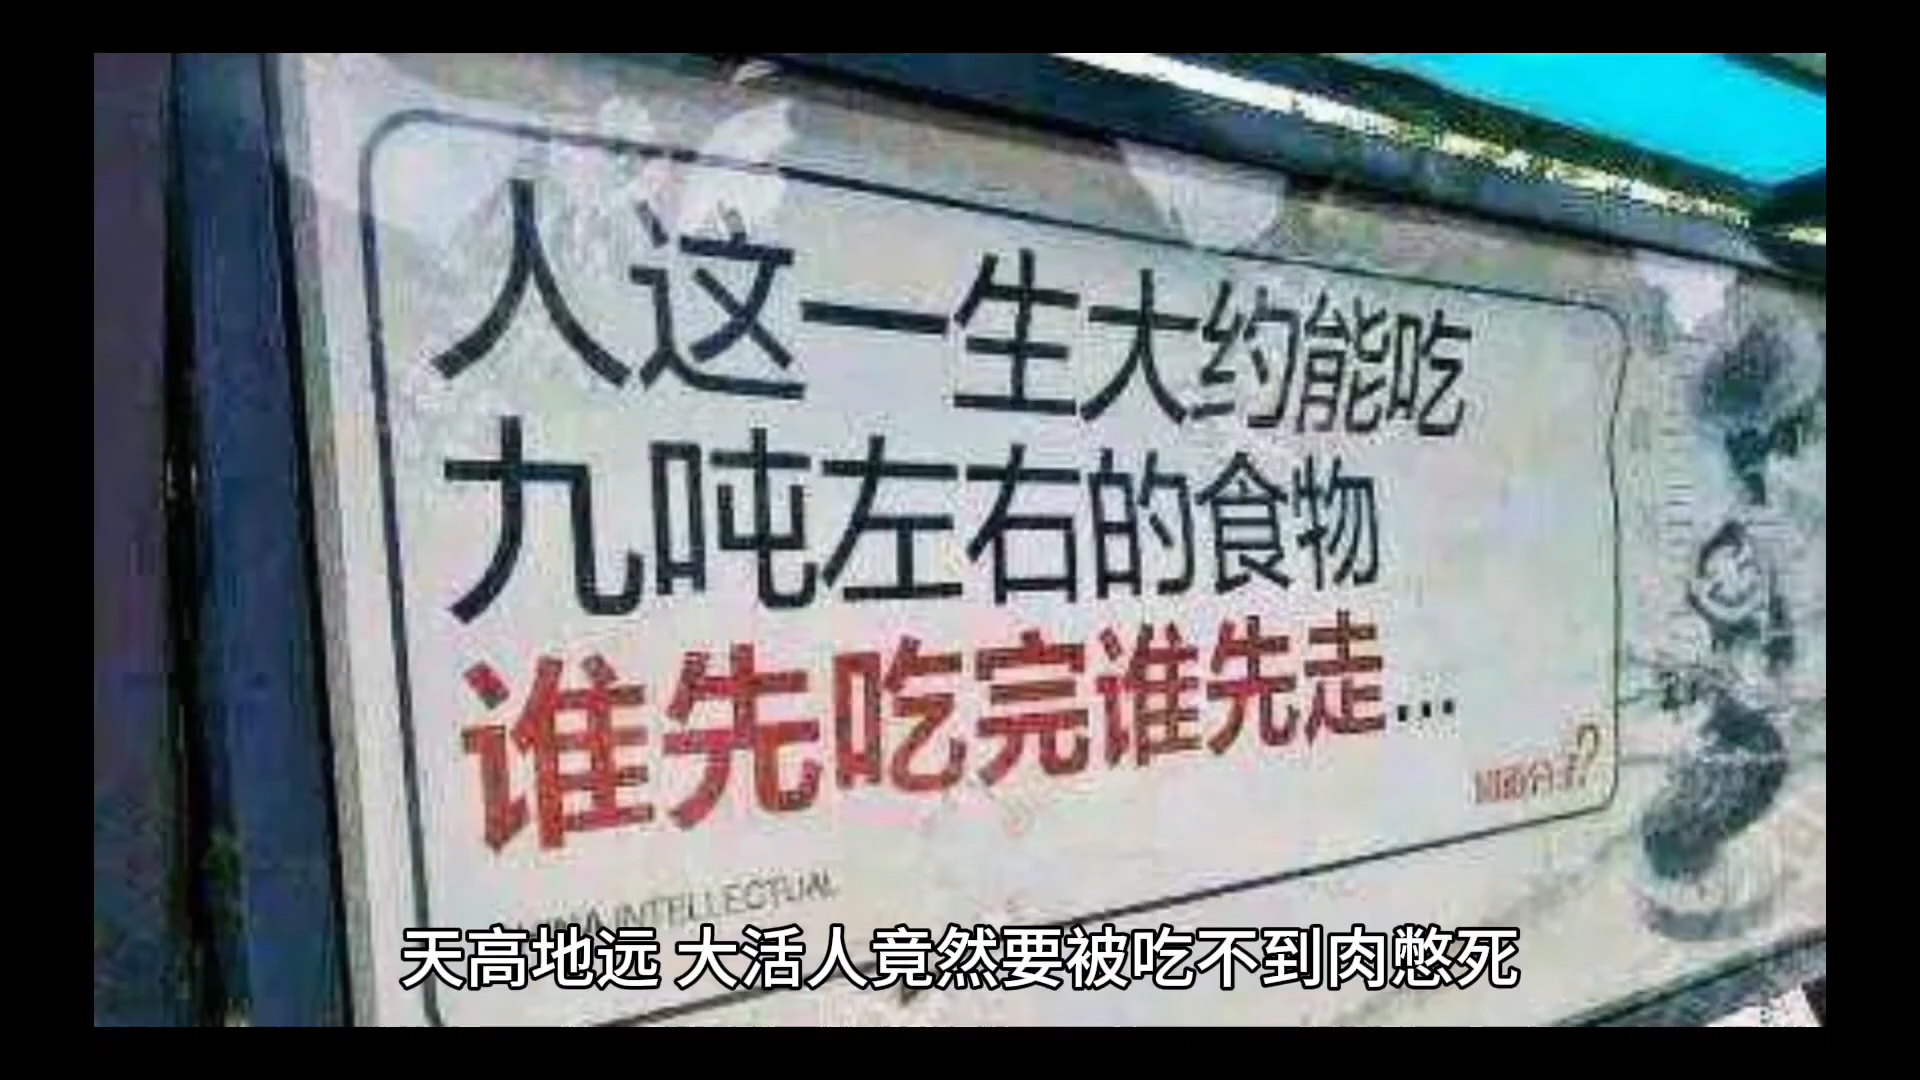 人这一生大约能吃
九吨左右的食物
谁先吃完谁先走...
INTELLECTUAL
天高地远 大活人竟然要被吃不到肉憋死